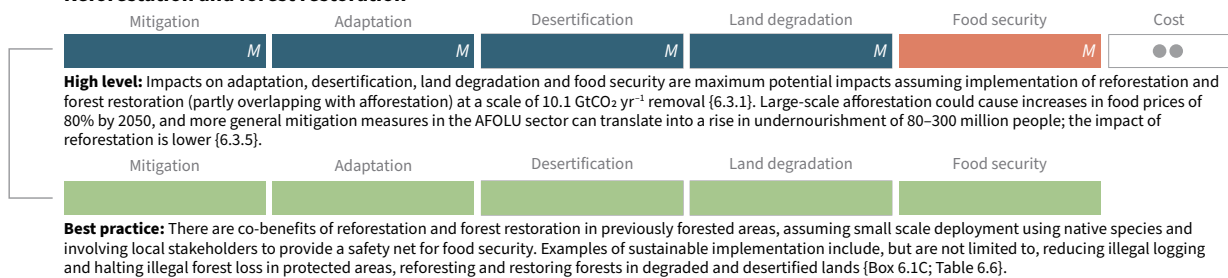 Reforestation and forest restoration
Mitigation Adaptation Desertification Land degradation Food security Cost
M M M M M
High level: Impacts on adaptation, desertification, land degradation and food security are maximum potential impacts assuming implementation of reforestation and
forest restoration (partly overlapping with afforestation) at a scale of 10.1 GtCO₂ yr⁻¹ removal {6.3.1}. Large-scale afforestation could cause increases in food prices of
80% by 2050, and more general mitigation measures in the AFOLU sector can translate into a rise in undernourishment of 80–300 million people; the impact of
reforestation is lower {6.3.5}.
Mitigation Adaptation Desertification Land degradation Food security
Best practice: There are co-benefits of reforestation and forest restoration in previously forested areas, assuming small scale deployment using native species and
involving local stakeholders to provide a safety net for food security. Examples of sustainable implementation include, but are not limited to, reducing illegal logging
and halting illegal forest loss in protected areas, reforesting and restoring forests in degraded and desertified lands {Box 6.1C; Table 6.6}.